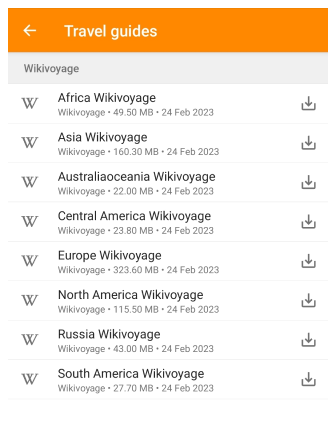 Travel guides
Wikivoyage
W Africa Wikivoyage
Wikivoyage • 49.50 MB • 24 Feb 2023
W Asia Wikivoyage
Wikivoyage • 160.30 MB • 24 Feb 2023
W Australiaoceania Wikivoyage
Wikivoyage • 22.00 MB • 24 Feb 2023
W Central America Wikivoyage
Wikivoyage • 23.80 MB • 24 Feb 2023
W Europe Wikivoyage
Wikivoyage • 323.60 MB • 24 Feb 2023
W North America Wikivoyage
Wikivoyage • 115.50 MB • 24 Feb 2023
W Russia Wikivoyage
Wikivoyage • 43.00 MB • 24 Feb 2023
W South America Wikivoyage
Wikivoyage • 27.70 MB • 24 Feb 2023